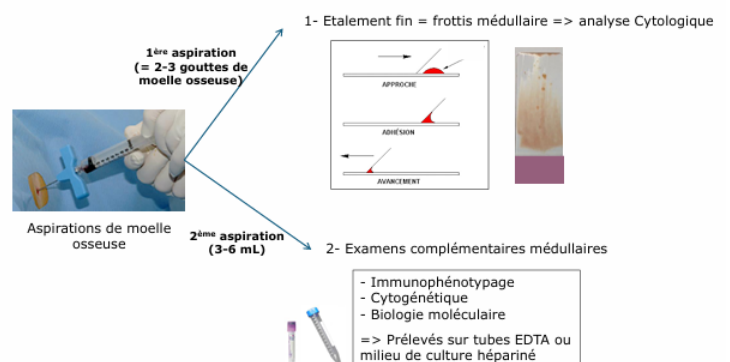 1- Etalement fin = frottis médullaire => analyse Cytologique
1ère aspiration
(= 2-3 gouttes de
moelle osseuse)
APPROCHE
ADHÉSION
AVANCEMENT
Aspirations de moelle
osseuse
2ème aspiration
(3-6 mL)
2- Examens complémentaires médullaires
- Immunophénotypage
- Cytogénétique
- Biologie moléculaire
=> Prélevés sur tubes EDTA ou
milieu de culture hépariné